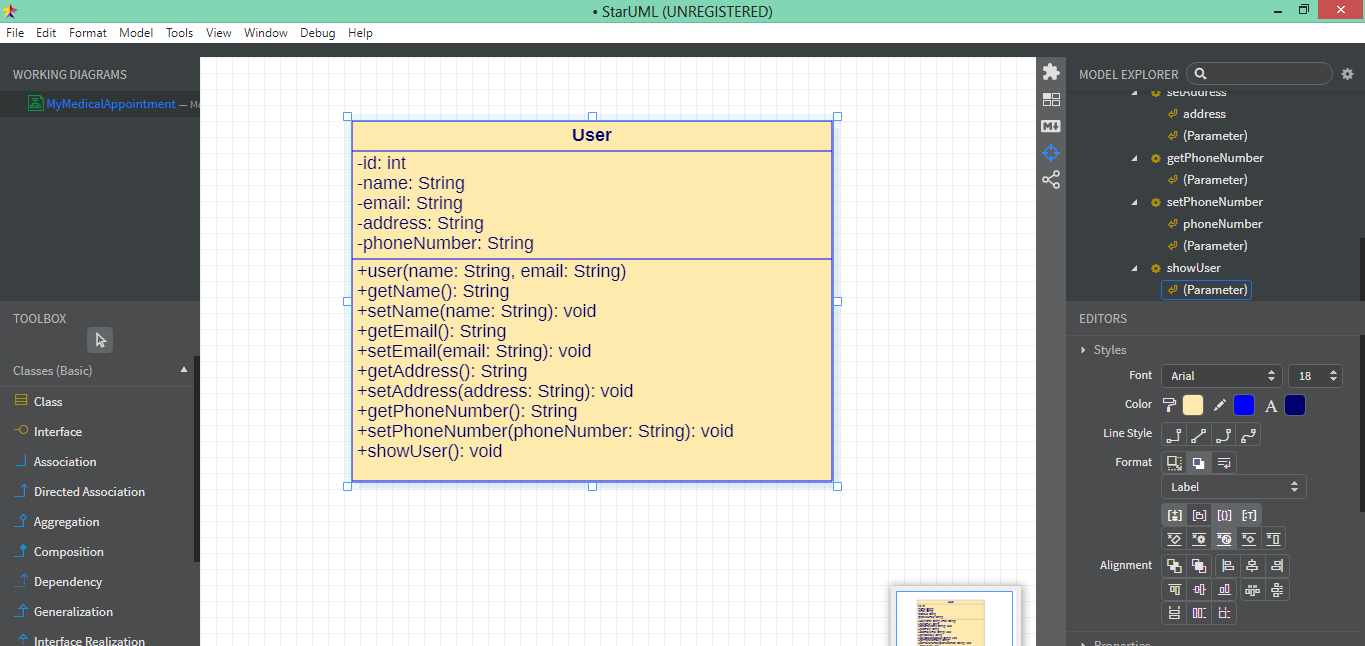 • StarUML (UNREGISTERED)
File Edit Format Model Tools View Window Debug Help
WORKING DIAGRAMS
MyMedicalAppointment — Mo
TOOLBOX
Classes (Basic)
Class
Interface
Association
Directed Association
Aggregation
Composition
Dependency
Generalization
Interface Realization
User
-id: int
-name: String
-email: String
-address: String
-phoneNumber: String
+user(name: String, email: String)
+getName(): String
+setName(name: String): void
+getEmail(): String
+setEmail(email: String): void
+getAddress(): String
+setAddress(address: String): void
+getPhoneNumber(): String
+setPhoneNumber(phoneNumber: String): void
+showUser(): void
MODEL EXPLORER
setAddress
address
(Parameter)
getPhoneNumber
(Parameter)
setPhoneNumber
phoneNumber
(Parameter)
showUser
(Parameter)
EDITORS
Styles
Font Arial 18
Color A
Line Style
Format
Label
Alignment
Properties